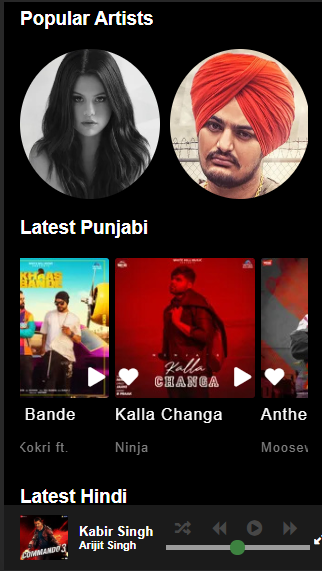 Popular Artists
Latest Punjabi
KHAAS
BANDE
Kalla
CHANGA
Bande
Kalla Changa
Anthe
Kokri ft.
Ninja
Moosew
Latest Hindi
COMMANDO 3
Kabir Singh
Arijit Singh